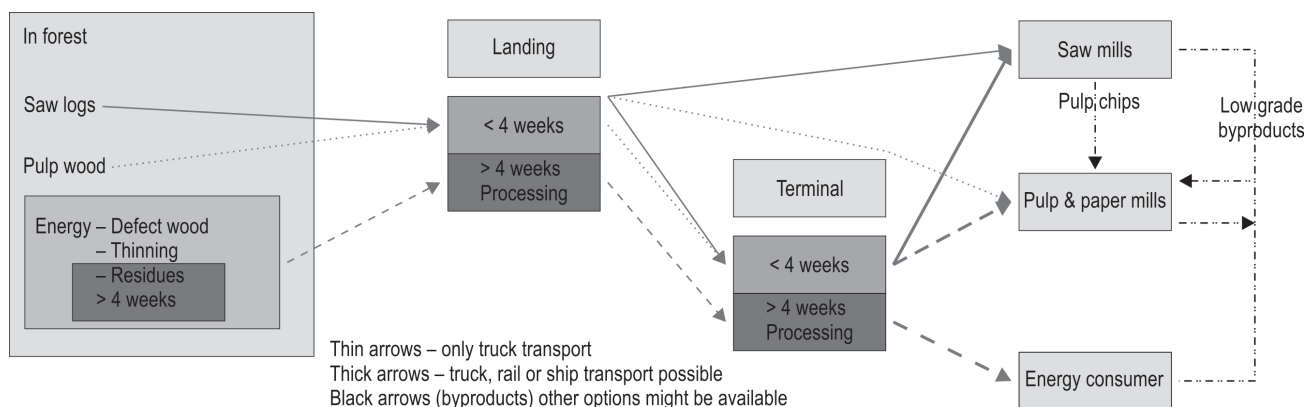 In forest
Saw logs
Pulp wood
Energy – Defect wood
– Thinning
– Residues
> 4 weeks
Landing
< 4 weeks
> 4 weeks
Processing
Terminal
< 4 weeks
> 4 weeks
Processing
Saw mills
Pulp chips
Low grade
byproducts
Pulp & paper mills
Energy consumer
Thin arrows – only truck transport
Thick arrows – truck, rail or ship transport possible
Black arrows (byproducts) other options might be available